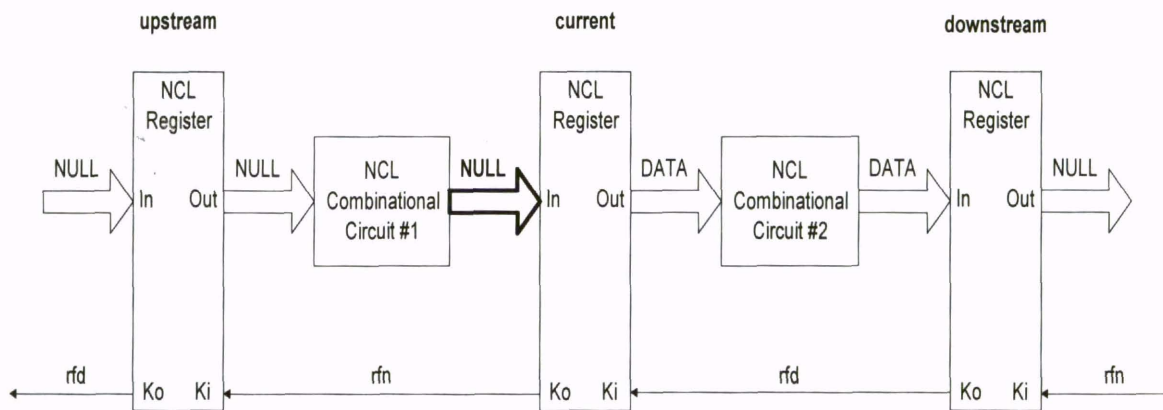 upstream
current
downstream
NCL
Register
NCL
Register
NCL
Register
NULL
NULL
NCL
Combinational
Circuit #1
NULL
DATA
NCL
Combinational
Circuit #2
DATA
NULL
In
Out
In
Out
In
Out
rfd
Ko
Ki
rfn
Ko
Ki
rfd
Ko
Ki
rfn